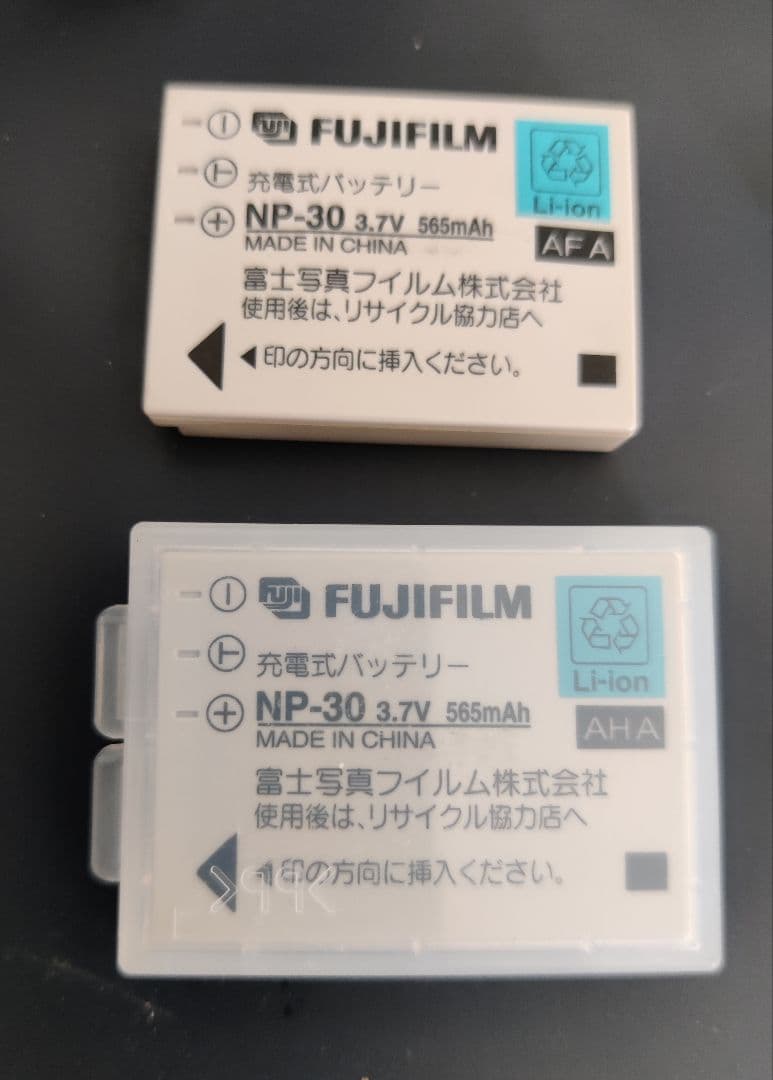 FUJI FUJIFILM
充電式バッテリー
Li-ion
NP-30 3.7V 565mAh
MADE IN CHINA
AFA
富士写真フイルム株式会社
使用後は、リサイクル協力店へ
◀印の方向に挿入ください。
FUJI FUJIFILM
充電式バッテリー
Li-ion
NP-30 3.7V 565mAh
MADE IN CHINA
AHA
富士写真フイルム株式会社
使用後は、リサイクル協力店へ
◀印の方向に挿入ください。
>PP<